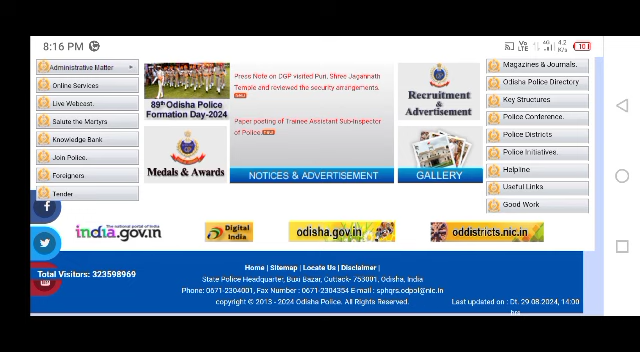 8:16 PM
Vo LTE 4G 4.2 K/s 10
Administrative Matter
Online Services
Live Webcast.
Salute the Martyrs
Knowledge Bank
Join Police.
Foreigners
Tender
89th Odisha Police
Formation Day-2024
Medals & Awards
Press Note on DGP visited Puri, Shree Jagannath
Temple and reviewed the security arrangements.
Paper posting of Trainee Assistant Sub-inspector
of Police.
NOTICES & ADVERTISEMENT
Recruitment
&
Advertisement
GALLERY
Magazines & Journals.
Odisha Police Directory
Key Structures
Police Conference.
Police Districts
Police Initiatives.
Helpline
Useful Links
Good Work
The national portal of India
india.gov.in
Digital India
odisha.gov.in
oddistricts.nic.in
Total Visitors: 323598969
Home | Sitemap | Locate Us | Disclaimer |
State Police Headquarter, Buxi Bazar, Cuttack- 753001, Odisha, India
Phone: 0671-2304001, Fax Number : 0671-2304354 E-mail : sphqrs.odpol@nic.in
copyright © 2013 - 2024 Odisha Police. All Rights Reserved.
Last updated on : Dt. 29.08.2024, 14:00
hrs